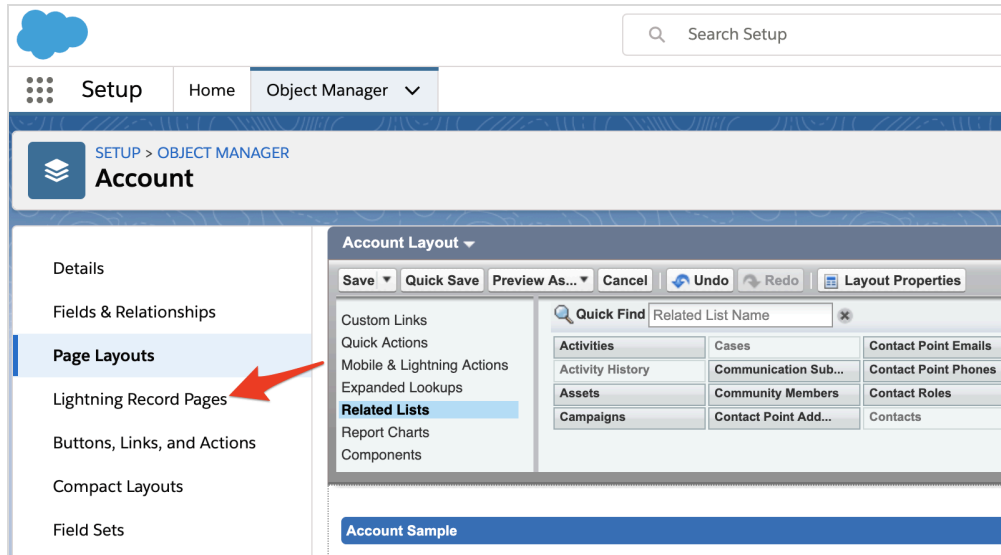 Search Setup
Setup
Home
Object Manager
SETUP > OBJECT MANAGER
Account
Details
Fields & Relationships
Page Layouts
Lightning Record Pages
Buttons, Links, and Actions
Compact Layouts
Field Sets
Account Layout
Save
Quick Save
Preview As...
Cancel
Undo
Redo
Layout Properties
Custom Links
Quick Actions
Mobile & Lightning Actions
Expanded Lookups
Related Lists
Report Charts
Components
Quick Find
Related List Name
Activities
Cases
Contact Point Emails
Activity History
Communication Sub...
Contact Point Phones
Assets
Community Members
Contact Roles
Campaigns
Contact Point Add...
Contacts
Account Sample